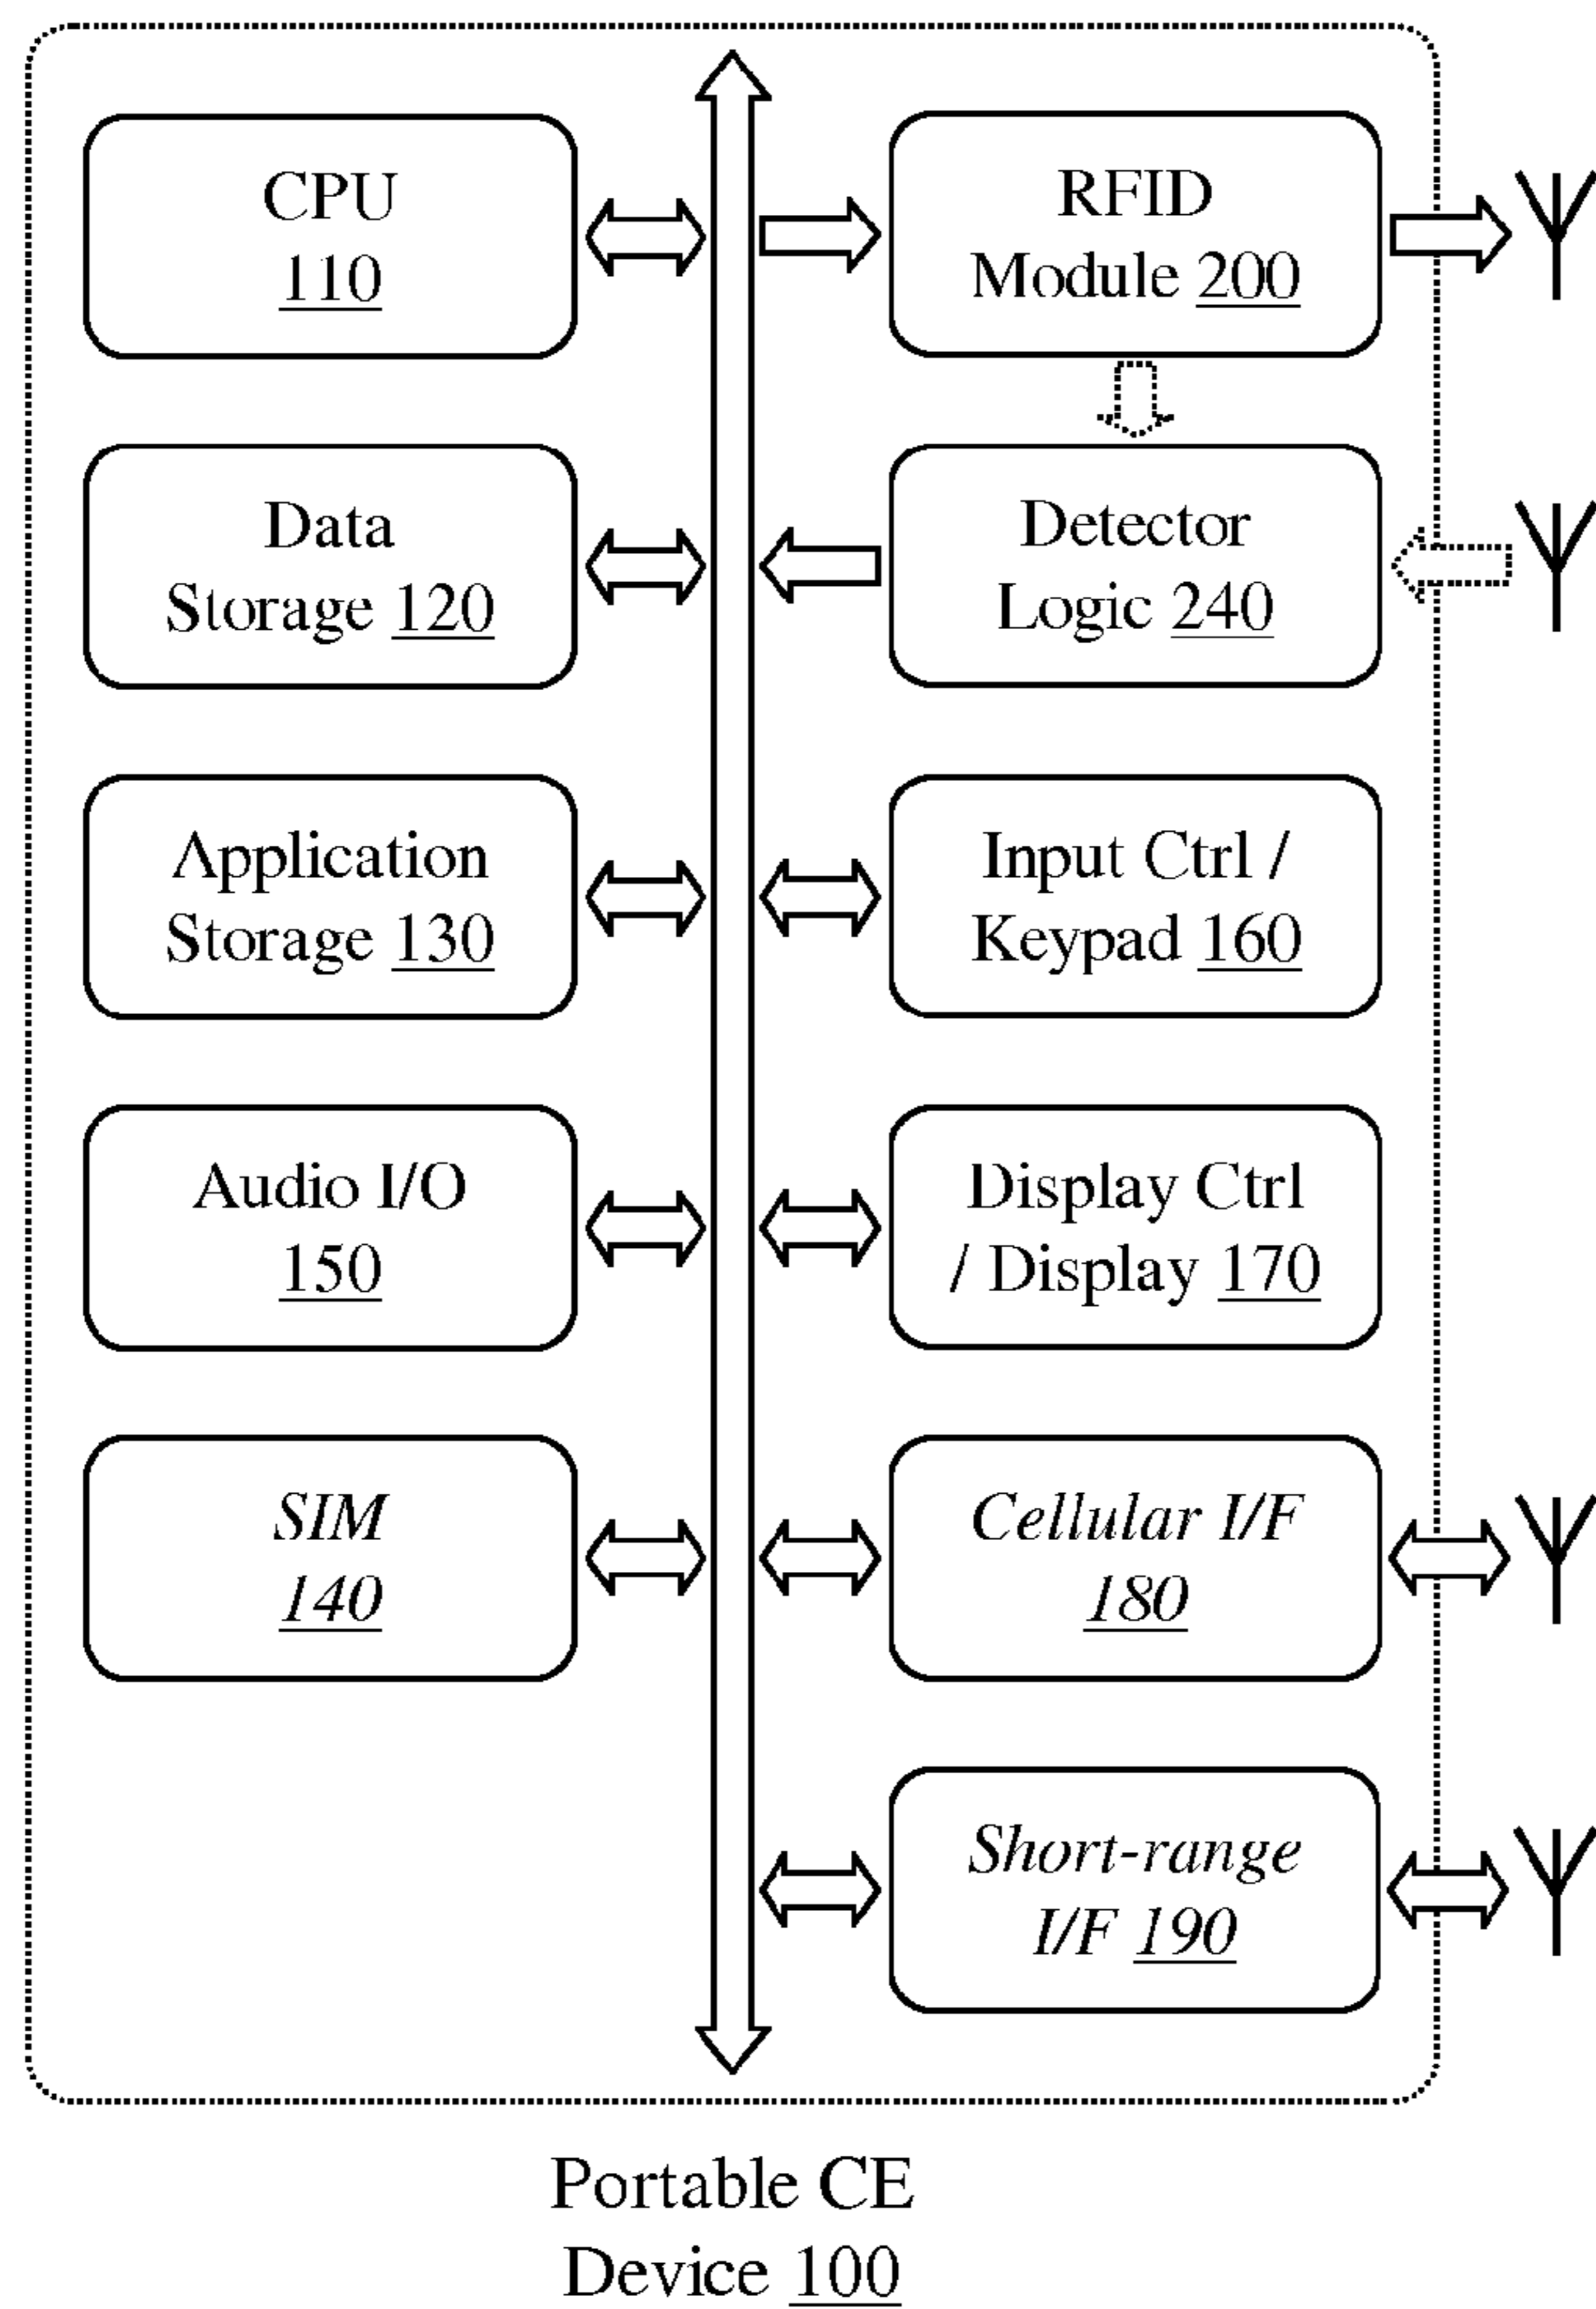 CPU
110
RFID
Module 200
Data
Storage 120
Detector
Logic 240
Application
Storage 130
Input Ctrl /
Keypad 160
Audio I/O
150
Display Ctrl
/ Display 170
SIM
140
Cellular I/F
180
Short-range
I/F 190
Portable CE
Device 100